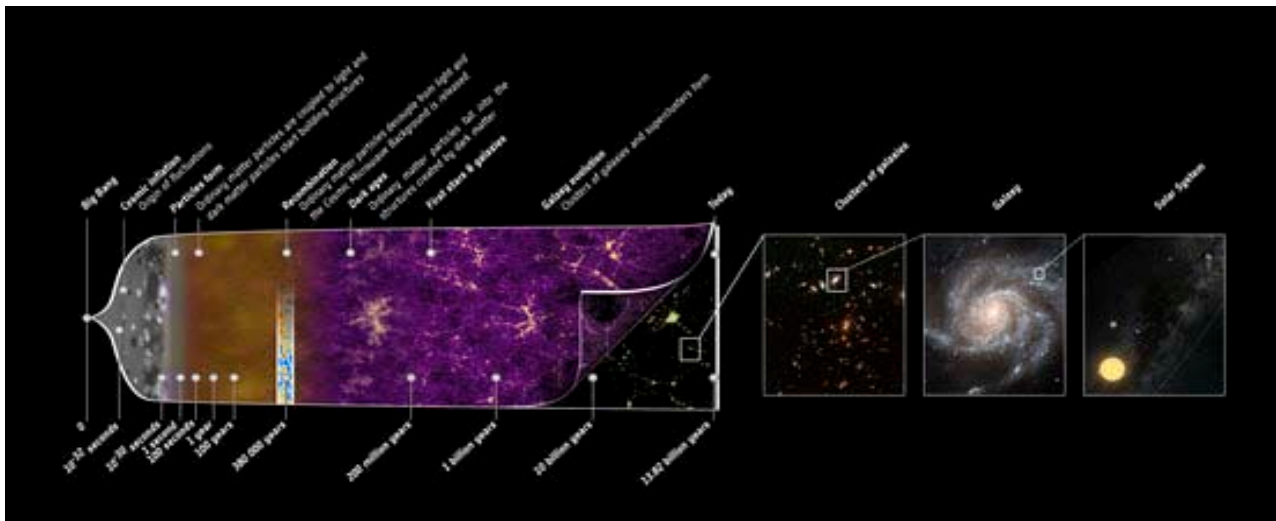 Big Bang
Cosmic inflation
Origin of fluctuations
Particles form
Ordinary matter particles are coupled to light and
dark matter particles start building structures
Recombination
Ordinary matter particles decouple from light and
the Cosmic Microwave Background is released
Dark ages
Ordinary matter particles fall into the
structures created by dark matter
First stars & galaxies
Galaxy evolution
Clusters of galaxies and superclusters form
Today
Clusters of galaxies
Galaxy
Solar System
0
10⁻³² seconds
1 second
100 seconds
1 year
100 years
380 000 years
200 million years
1 billion years
10 billion years
13.82 billion years